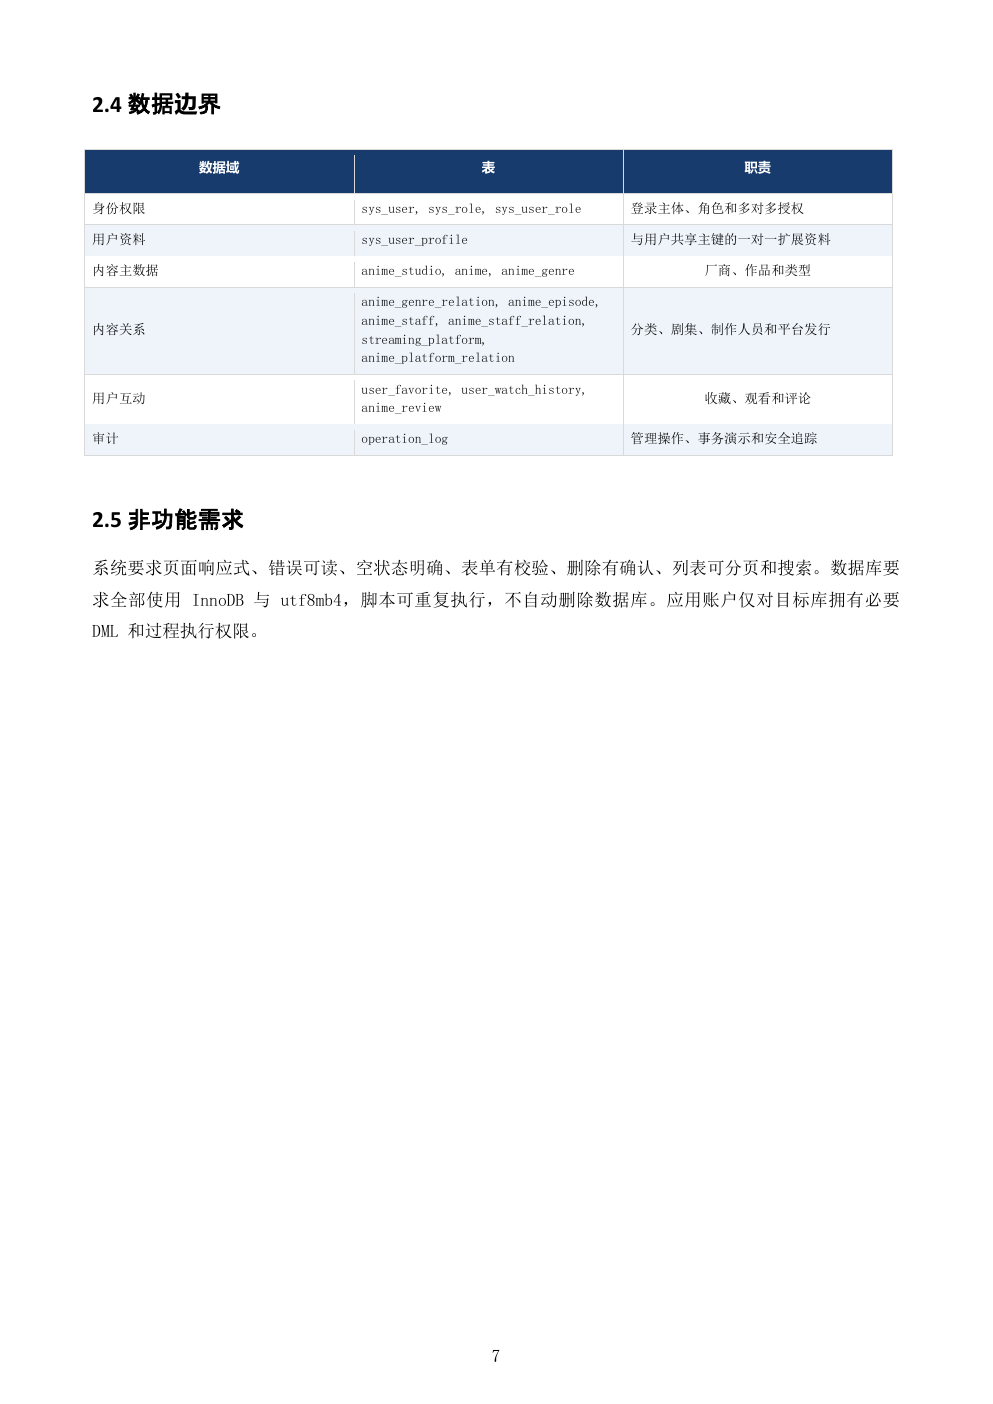 2.4 数据边界
数据域 表 职责
身份权限 sys_user, sys_role, sys_user_role 登录主体、角色和多对多授权
用户资料 sys_user_profile 与用户共享主键的一对一扩展资料
内容主数据 anime_studio, anime, anime_genre 厂商、作品和类型
anime_genre_relation, anime_episode,
anime_staff, anime_staff_relation,
内容关系 分类、剧集、制作人员和平台发行
streaming_platform,
anime_platform_relation
user_favorite, user_watch_history,
用户互动 收藏、观看和评论
anime_review
审计 operation_log 管理操作、事务演示和安全追踪
2.5 非功能需求
系统要求页面响应式、错误可读、空状态明确、表单有校验、删除有确认、列表可分页和搜索。数据库要
求全部使用 InnoDB 与 utf8mb4，脚本可重复执行，不自动删除数据库。应用账户仅对目标库拥有必要
DML 和过程执行权限。
7